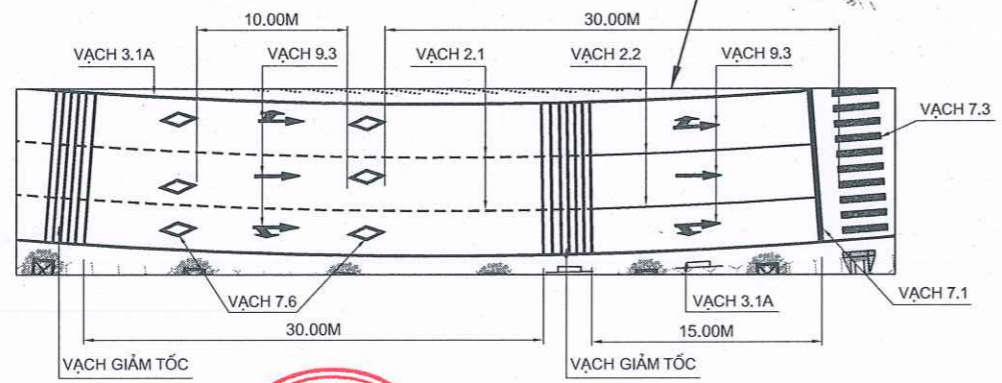 10.00M
30.00M
VẠCH 3.1A
VẠCH 9.3
VẠCH 2.1
VẠCH 2.2
VẠCH 9.3
VẠCH 7.3
VẠCH 7.6
VẠCH 3.1A
VẠCH 7.1
30.00M
15.00M
VẠCH GIẢM TỐC
VẠCH GIẢM TỐC